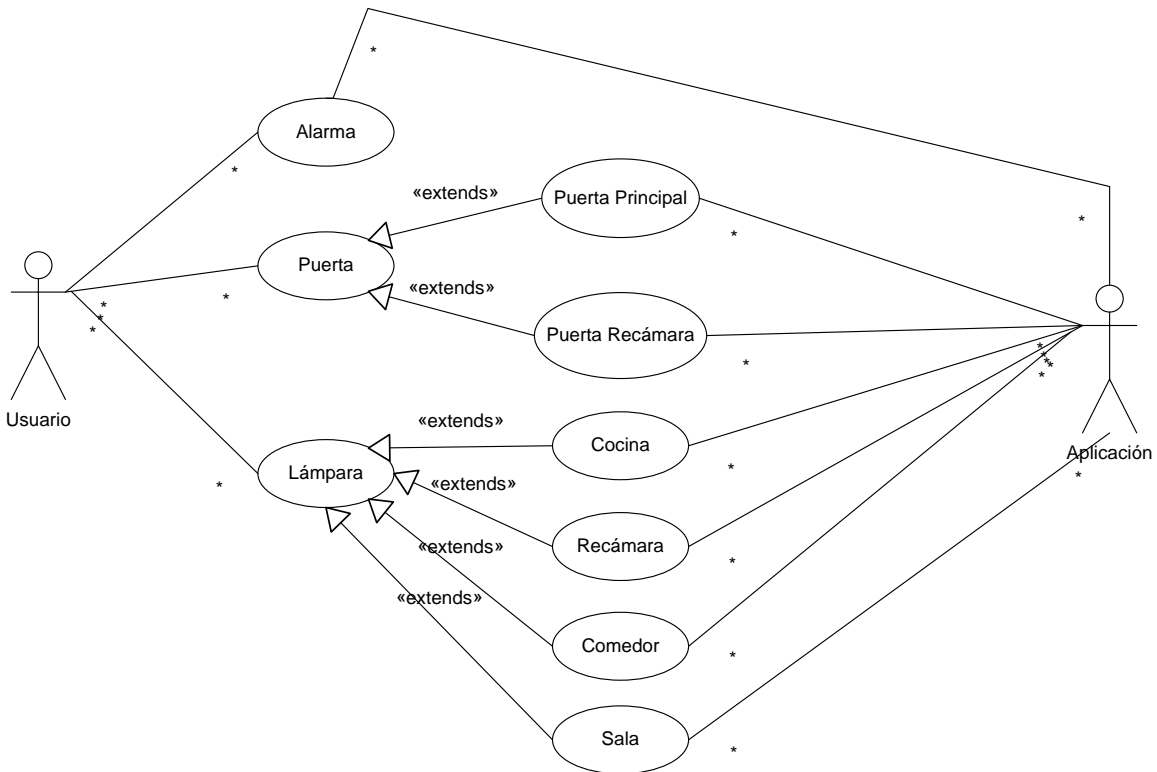 *
Alarma
*
«extends»
Puerta Principal
*
*
Puerta
«extends»
*
*
*
*
Puerta Recámara
*
*
*
*
*
*
Usuario
«extends»
Cocina
Aplicación
*
*
Lámpara
«extends»
*
«extends»
Recámara
*
«extends»
Comedor
*
Sala
*